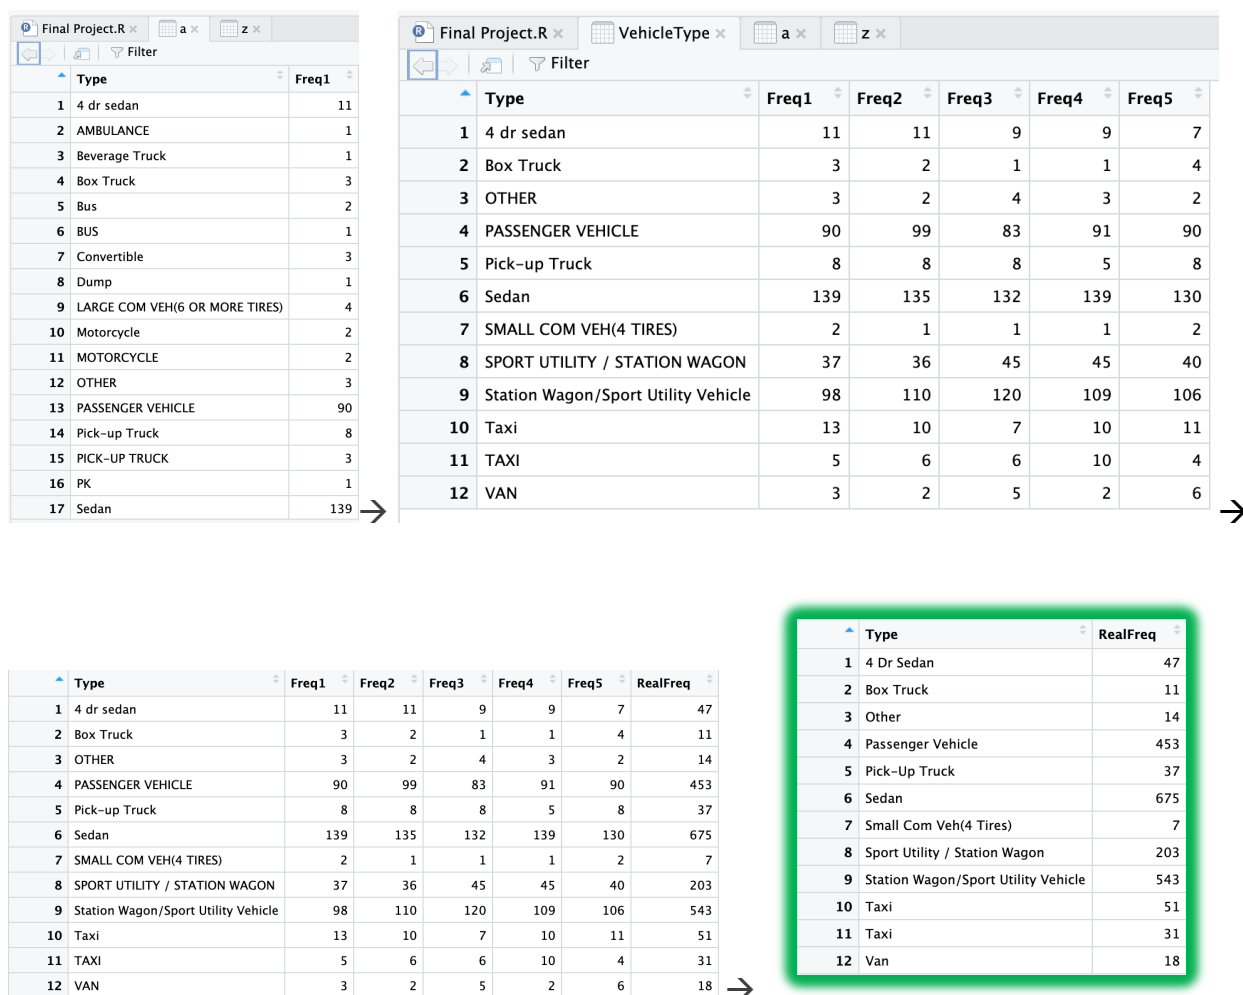 Final Project.R × a × z ×
Filter
Type Freq1
1 4 dr sedan 11
2 AMBULANCE 1
3 Beverage Truck 1
4 Box Truck 3
5 Bus 2
6 BUS 1
7 Convertible 3
8 Dump 1
9 LARGE COM VEH(6 OR MORE TIRES) 4
10 Motorcycle 2
11 MOTORCYCLE 2
12 OTHER 3
13 PASSENGER VEHICLE 90
14 Pick-up Truck 8
15 PICK-UP TRUCK 3
16 PK 1
17 Sedan 139
Final Project.R × VehicleType × a × z ×
Filter
Type Freq1 Freq2 Freq3 Freq4 Freq5
1 4 dr sedan 11 11 9 9 7
2 Box Truck 3 2 1 1 4
3 OTHER 3 2 4 3 2
4 PASSENGER VEHICLE 90 99 83 91 90
5 Pick-up Truck 8 8 8 5 8
6 Sedan 139 135 132 139 130
7 SMALL COM VEH(4 TIRES) 2 1 1 1 2
8 SPORT UTILITY / STATION WAGON 37 36 45 45 40
9 Station Wagon/Sport Utility Vehicle 98 110 120 109 106
10 Taxi 13 10 7 10 11
11 TAXI 5 6 6 10 4
12 VAN 3 2 5 2 6
Type Freq1 Freq2 Freq3 Freq4 Freq5 RealFreq
1 4 dr sedan 11 11 9 9 7 47
2 Box Truck 3 2 1 1 4 11
3 OTHER 3 2 4 3 2 14
4 PASSENGER VEHICLE 90 99 83 91 90 453
5 Pick-up Truck 8 8 8 5 8 37
6 Sedan 139 135 132 139 130 675
7 SMALL COM VEH(4 TIRES) 2 1 1 1 2 7
8 SPORT UTILITY / STATION WAGON 37 36 45 45 40 203
9 Station Wagon/Sport Utility Vehicle 98 110 120 109 106 543
10 Taxi 13 10 7 10 11 51
11 TAXI 5 6 6 10 4 31
12 VAN 3 2 5 2 6 18
Type RealFreq
1 4 Dr Sedan 47
2 Box Truck 11
3 Other 14
4 Passenger Vehicle 453
5 Pick-Up Truck 37
6 Sedan 675
7 Small Com Veh(4 Tires) 7
8 Sport Utility / Station Wagon 203
9 Station Wagon/Sport Utility Vehicle 543
10 Taxi 51
11 Taxi 31
12 Van 18